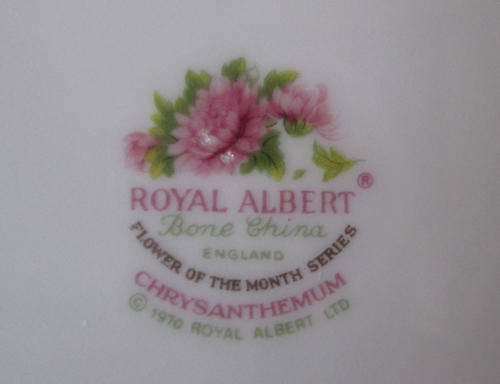 ROYAL ALBERT ®
Bone China
ENGLAND
FLOWER OF THE MONTH SERIES
CHRYSANTHEMUM
© 1970 ROYAL ALBERT LTD